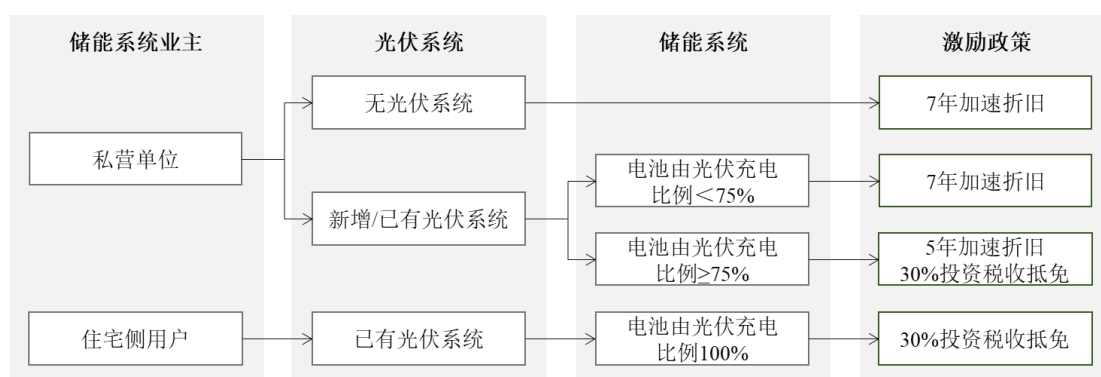 储能系统业主
光伏系统
储能系统
激励政策
私营单位
无光伏系统
7年加速折旧
新增/已有光伏系统
电池由光伏充电
比例＜75%
7年加速折旧
电池由光伏充电
比例≥75%
5年加速折旧
30%投资税收抵免
住宅侧用户
已有光伏系统
电池由光伏充电
比例100%
30%投资税收抵免